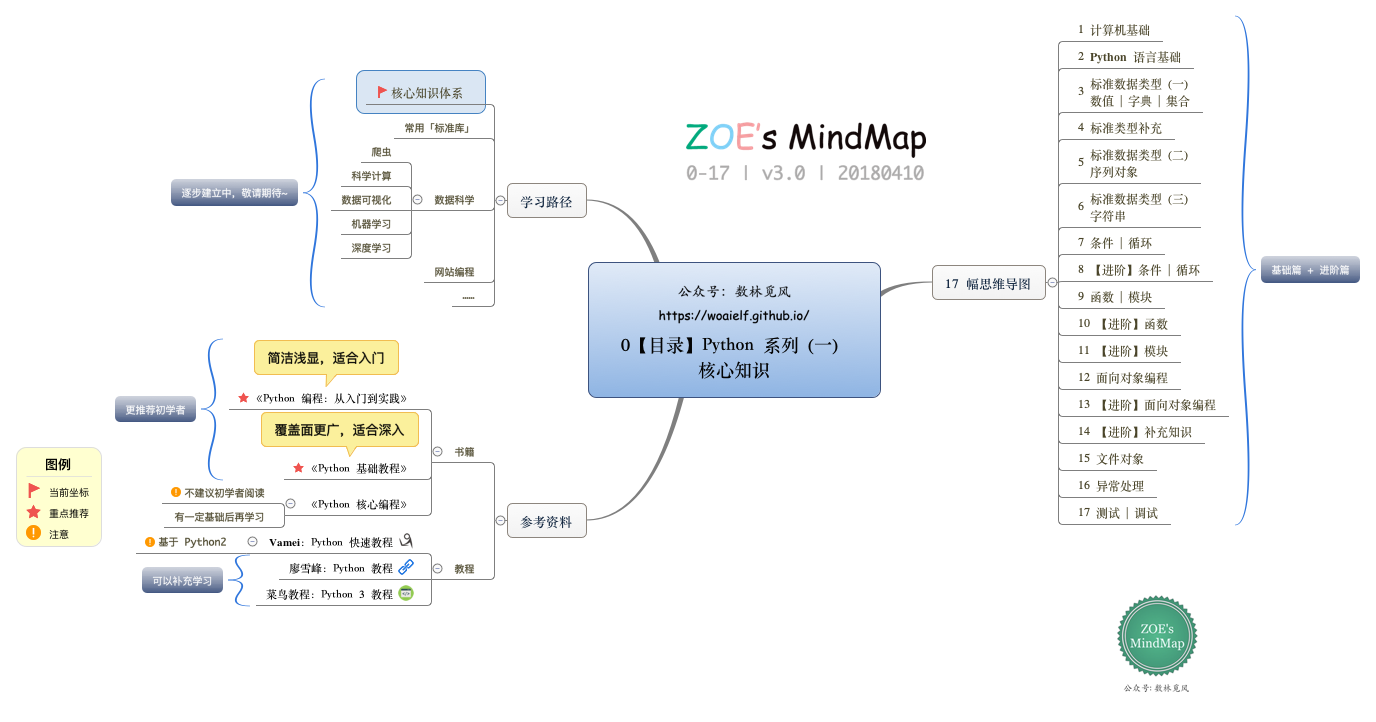 ZOE's MindMap
0-17 | v3.0 | 20180410
公众号：数林觅风
https://woaielf.github.io/
0【目录】Python 系列（一）
核心知识
学习路径
核心知识体系
常用「标准库」
数据科学
爬虫
科学计算
数据可视化
机器学习
深度学习
网站编程
......
逐步建立中，敬请期待~
参考资料
书籍
简洁浅显，适合入门
《Python 编程：从入门到实践》
覆盖面更广，适合深入
《Python 基础教程》
更推荐初学者
《Python 核心编程》
不建议初学者阅读
有一定基础后再学习
教程
Vamei：Python 快速教程
基于 Python2
廖雪峰：Python 教程
菜鸟教程：Python 3 教程
可以补充学习
图例
当前坐标
重点推荐
注意
17 幅思维导图
1 计算机基础
2 Python 语言基础
3 标准数据类型（一）
数值 | 字典 | 集合
4 标准类型补充
5 标准数据类型（二）
序列对象
6 标准数据类型（三）
字符串
7 条件 | 循环
8 【进阶】条件 | 循环
9 函数 | 模块
10 【进阶】函数
11 【进阶】模块
12 面向对象编程
13 【进阶】面向对象编程
14 【进阶】补充知识
15 文件对象
16 异常处理
17 测试 | 调试
基础篇 + 进阶篇
ZOE's
MindMap
公众号：数林觅风